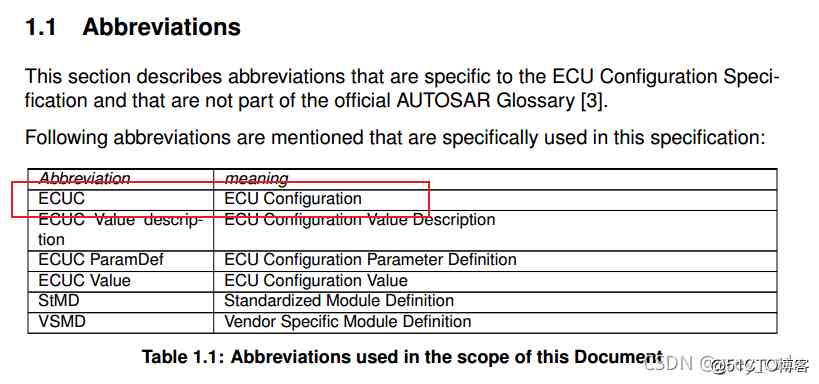 1.1 Abbreviations
This section describes abbreviations that are specific to the ECU Configuration Speci-
fication and that are not part of the official AUTOSAR Glossary [3].
Following abbreviations are mentioned that are specifically used in this specification:
Abbreviation meaning
ECUC ECU Configuration
ECUC Value descrip- ECU Configuration Value Description
tion
ECUC ParamDef ECU Configuration Parameter Definition
ECUC Value ECU Configuration Value
StMD Standardized Module Definition
VSMD Vendor Specific Module Definition
Table 1.1: Abbreviations used in the scope of this Document
CSDN
@51CTO博客